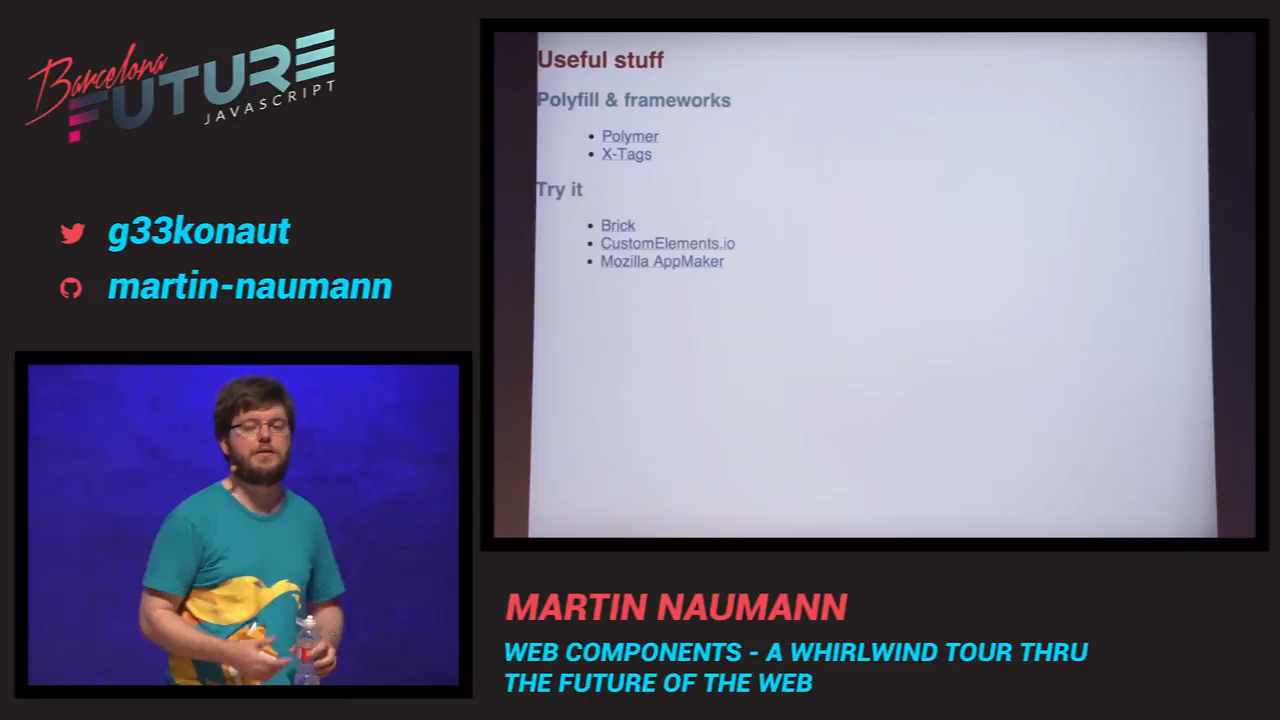 Barcelona
FUTURE
JAVASCRIPT
g33konaut
martin-naumann
Useful stuff
Polyfill & frameworks
• Polymer
• X-Tags
Try it
• Brick
• CustomElements.io
• Mozilla AppMaker
MARTIN NAUMANN
WEB COMPONENTS - A WHIRLWIND TOUR THRU
THE FUTURE OF THE WEB